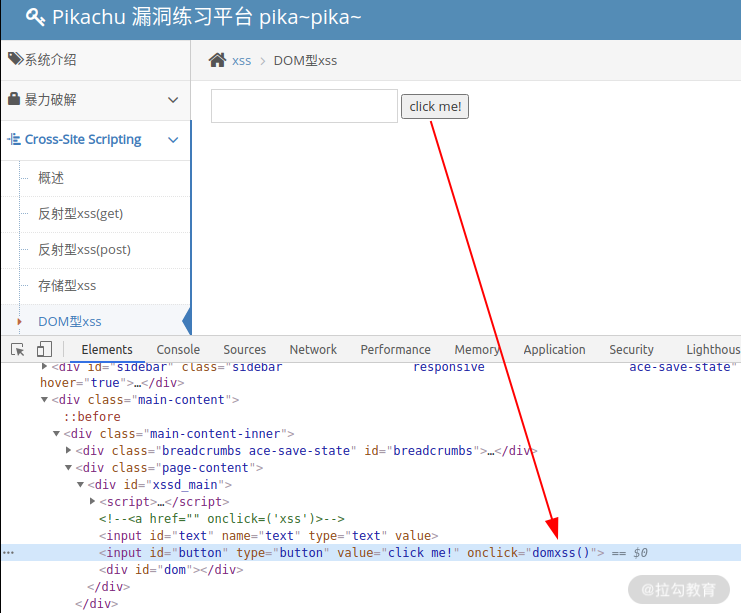 Pikachu 漏洞练习平台 pika~pika~
系统介绍
xss > DOM型xss
暴力破解
click me!
Cross-Site Scripting
概述
反射型xss(get)
反射型xss(post)
存储型xss
DOM型xss
Elements Console Sources Network Performance Memory Application Security Lighthous
▶<div id="sidebar" class="sidebar responsive ace-save-state"
hover="true">…</div>
▼<div class="main-content">
::before
▼<div class="main-content-inner">
▶<div class="breadcrumbs ace-save-state" id="breadcrumbs">…</div>
▼<div class="page-content">
▼<div id="xssd_main">
▶<script>…</script>
<!--<a href="" onclick=('xss')>-->
<input id="text" name="text" type="text" value>
<input id="button" type="button" value="click me!" onclick="domxss()"> == $0
<div id="dom"></div>
</div>
</div>
@拉勾教育